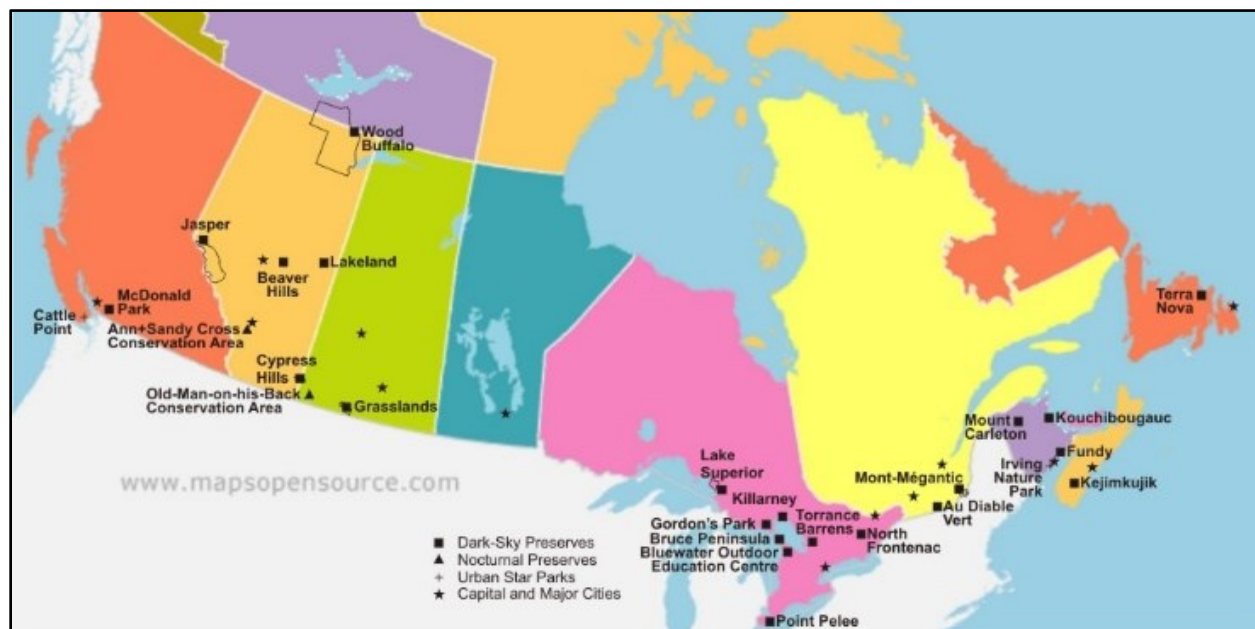 Wood
Buffalo
Jasper
Beaver
Hills
Lakeland
McDonald
Park
Cattle
Point
Ann+Sandy Cross
Conservation Area
Cypress
Hills
Old-Man-on-his-Back
Conservation Area
Grasslands
Terra
Nova
Mount
Carleton
Kouchibougauc
Fundy
Irving
Nature
Park
Kejimkujik
Mont-Mégantic
Au Diable
Vert
Lake
Superior
Killarney
Gordon's Park
Bruce Peninsula
Bluewater Outdoor
Education Centre
Torrance
Barrens
North
Frontenac
Point Pelee
www.mapsopensource.com
Dark-Sky Preserves
Nocturnal Preserves
Urban Star Parks
Capital and Major Cities